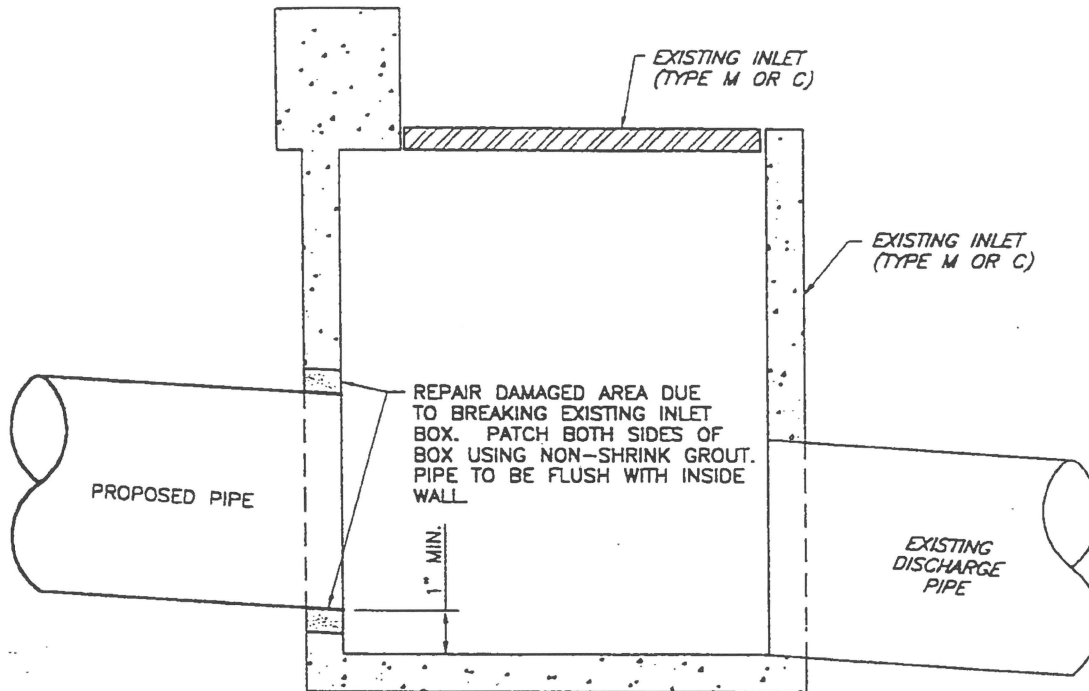 EXISTING INLET
(TYPE M OR C)
EXISTING INLET
(TYPE M OR C)
REPAIR DAMAGED AREA DUE
TO BREAKING EXISTING INLET
BOX. PATCH BOTH SIDES OF
BOX USING NON-SHRINK GROUT.
PIPE TO BE FLUSH WITH INSIDE
WALL
PROPOSED PIPE
1" MIN.
EXISTING
DISCHARGE
PIPE